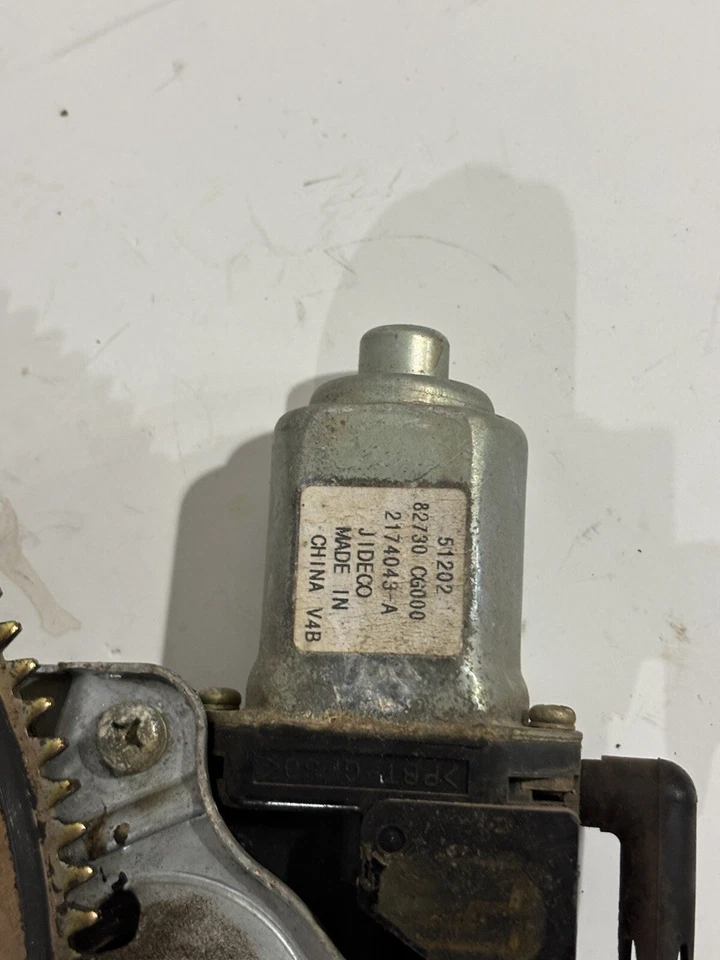 51202
82730 CG000
2174043-A
JIDECO
MADE IN
CHINA V4B